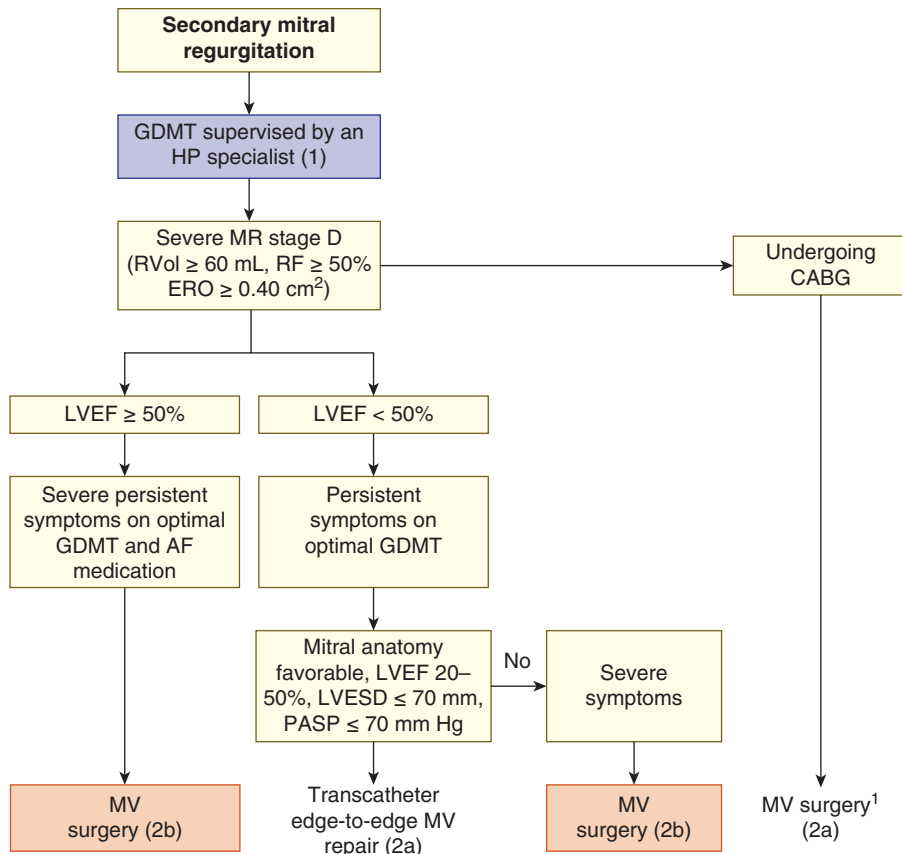 Secondary mitral
regurgitation
GDMT supervised by an
HP specialist (1)
Severe MR stage D
(RVol ≥ 60 mL, RF ≥ 50%
ERO ≥ 0.40 cm²)
Undergoing
CABG
LVEF ≥ 50%
LVEF < 50%
Severe persistent
symptoms on optimal
GDMT and AF
medication
Persistent
symptoms on
optimal GDMT
Mitral anatomy
favorable, LVEF 20–
50%, LVESD ≤ 70 mm,
PASP ≤ 70 mm Hg
No
Severe
symptoms
MV
surgery (2b)
Transcatheter
edge-to-edge MV
repair (2a)
MV
surgery (2b)
MV surgery¹
(2a)